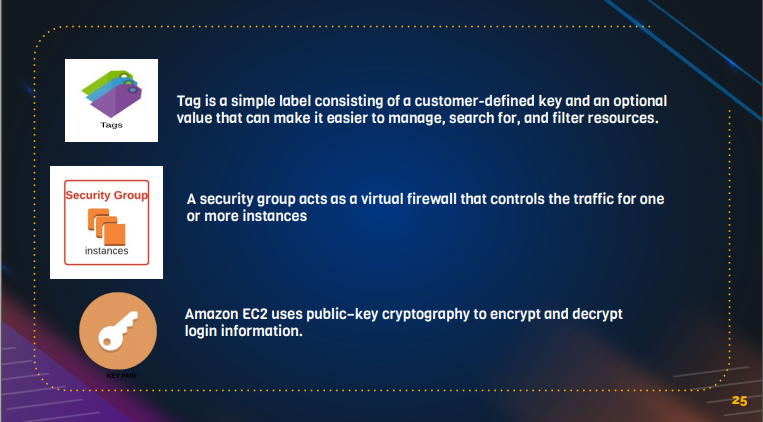 Tags
Tag is a simple label consisting of a customer-defined key and an optional
value that can make it easier to manage, search for, and filter resources.
Security Group
instances
A security group acts as a virtual firewall that controls the traffic for one
or more instances
Amazon EC2 uses public-key cryptography to encrypt and decrypt
login information.
KEY PAIR
25